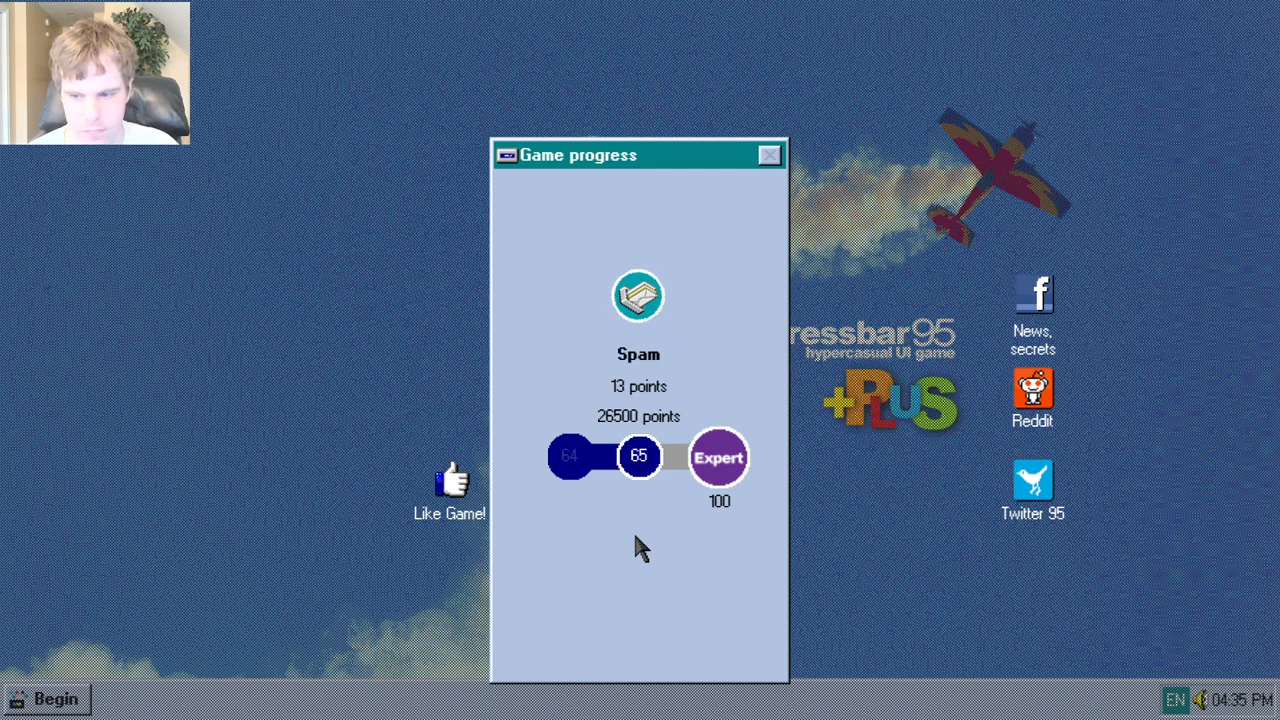 Game progress
Spam
13 points
26500 points
64
65
Expert
100
ressbar95
hypercasual UI game
+PLUS
f
News,
secrets
Reddit
Twitter 95
Like Game!
Begin
EN
04:35 PM